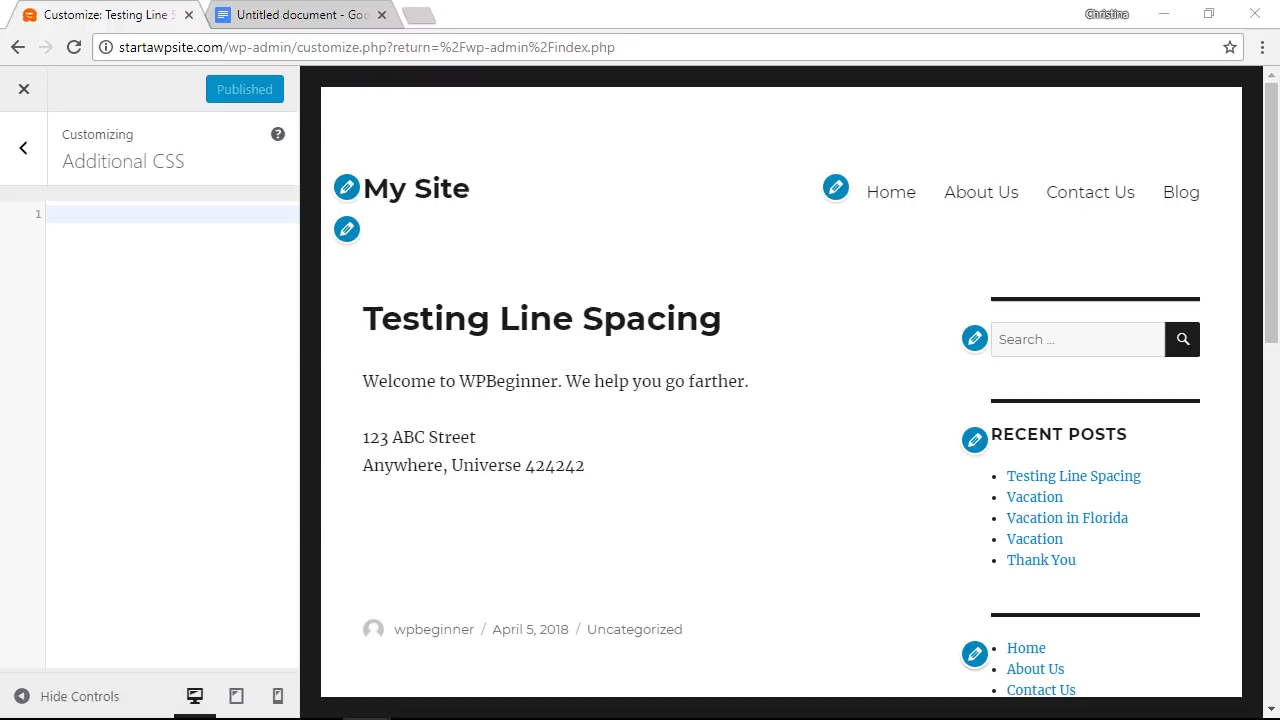 Customize: Testing Line S
Untitled document - Goo
Christina
startawpsite.com/wp-admin/customize.php?return=%2Fwp-admin%2Findex.php
Published
Customizing
Additional CSS
1
My Site
Home
About Us
Contact Us
Blog
Testing Line Spacing
Welcome to WPBeginner. We help you go farther.
123 ABC Street
Anywhere, Universe 424242
wpbeginner / April 5, 2018 / Uncategorized
Search ...
RECENT POSTS
Testing Line Spacing
Vacation
Vacation in Florida
Vacation
Thank You
Home
About Us
Contact Us
Hide Controls